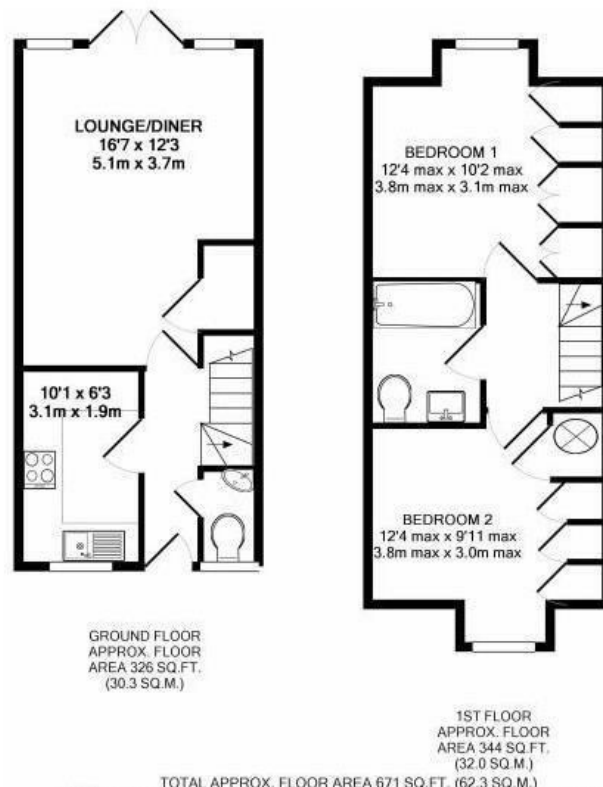 LOUNGE/DINER
16'7 x 12'3
5.1m x 3.7m
10'1 x 6'3
3.1m x 1.9m
GROUND FLOOR
APPROX. FLOOR
AREA 326 SQ.FT.
(30.3 SQ.M.)
BEDROOM 1
12'4 max x 10'2 max
3.8m max x 3.1m max
BEDROOM 2
12'4 max x 9'11 max
3.8m max x 3.0m max
1ST FLOOR
APPROX. FLOOR
AREA 344 SQ.FT.
(32.0 SQ.M.)
TOTAL APPROX. FLOOR AREA 671 SQ.FT. (62.3 SQ.M.)